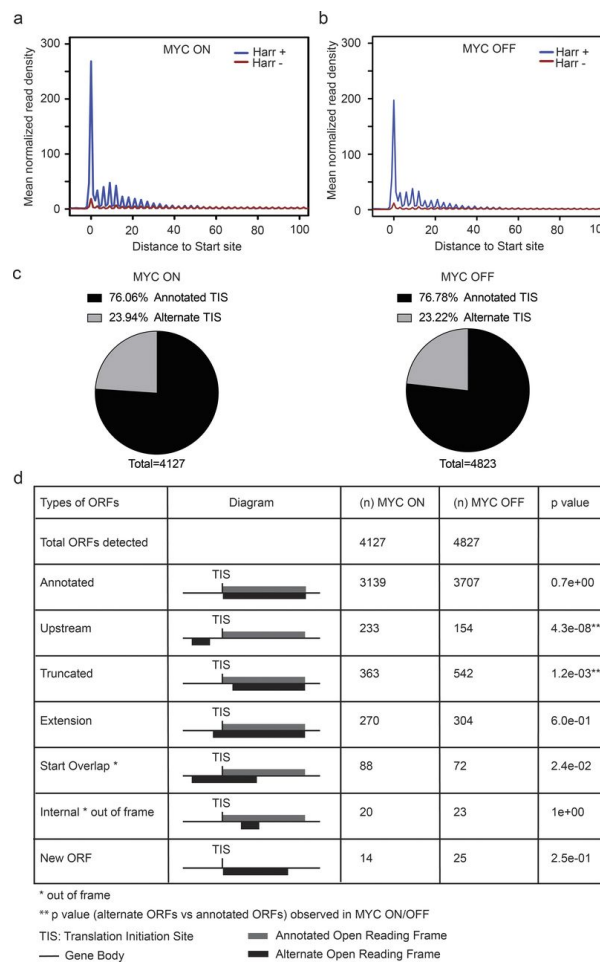 a
b
MYC ON
Harr +
Harr -
Mean normalized read density
300
200
100
0
0 20 40 60 80 100
Distance to Start site
MYC OFF
Harr +
Harr -
Mean normalized read density
300
200
100
0
0 20 40 60 80 100
Distance to Start site
c
MYC ON
76.06% Annotated TIS
23.94% Alternate TIS
Total=4127
MYC OFF
76.78% Annotated TIS
23.22% Alternate TIS
Total=4823
d
Types of ORFs Diagram (n) MYC ON (n) MYC OFF p value
Total ORFs detected 4127 4827
Annotated TIS 3139 3707 0.7e+00
Upstream TIS 233 154 4.3e-08**
Truncated TIS 363 542 1.2e-03**
Extension TIS 270 304 6.0e-01
Start Overlap * TIS 88 72 2.4e-02
Internal * out of frame TIS 20 23 1e+00
New ORF TIS 14 25 2.5e-01
* out of frame
** p value (alternate ORFs vs annotated ORFs) observed in MYC ON/OFF
TIS: Translation Initiation Site Annotated Open Reading Frame
Gene Body Alternate Open Reading Frame